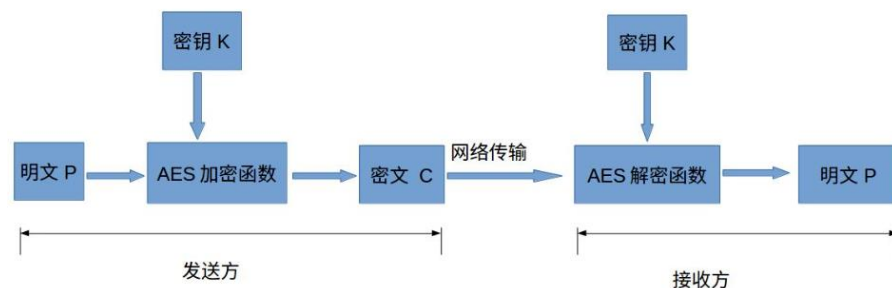 密钥 K
密钥 K
网络传输
明文 P
AES 加密函数
密文 C
AES 解密函数
明文 P
发送方
接收方